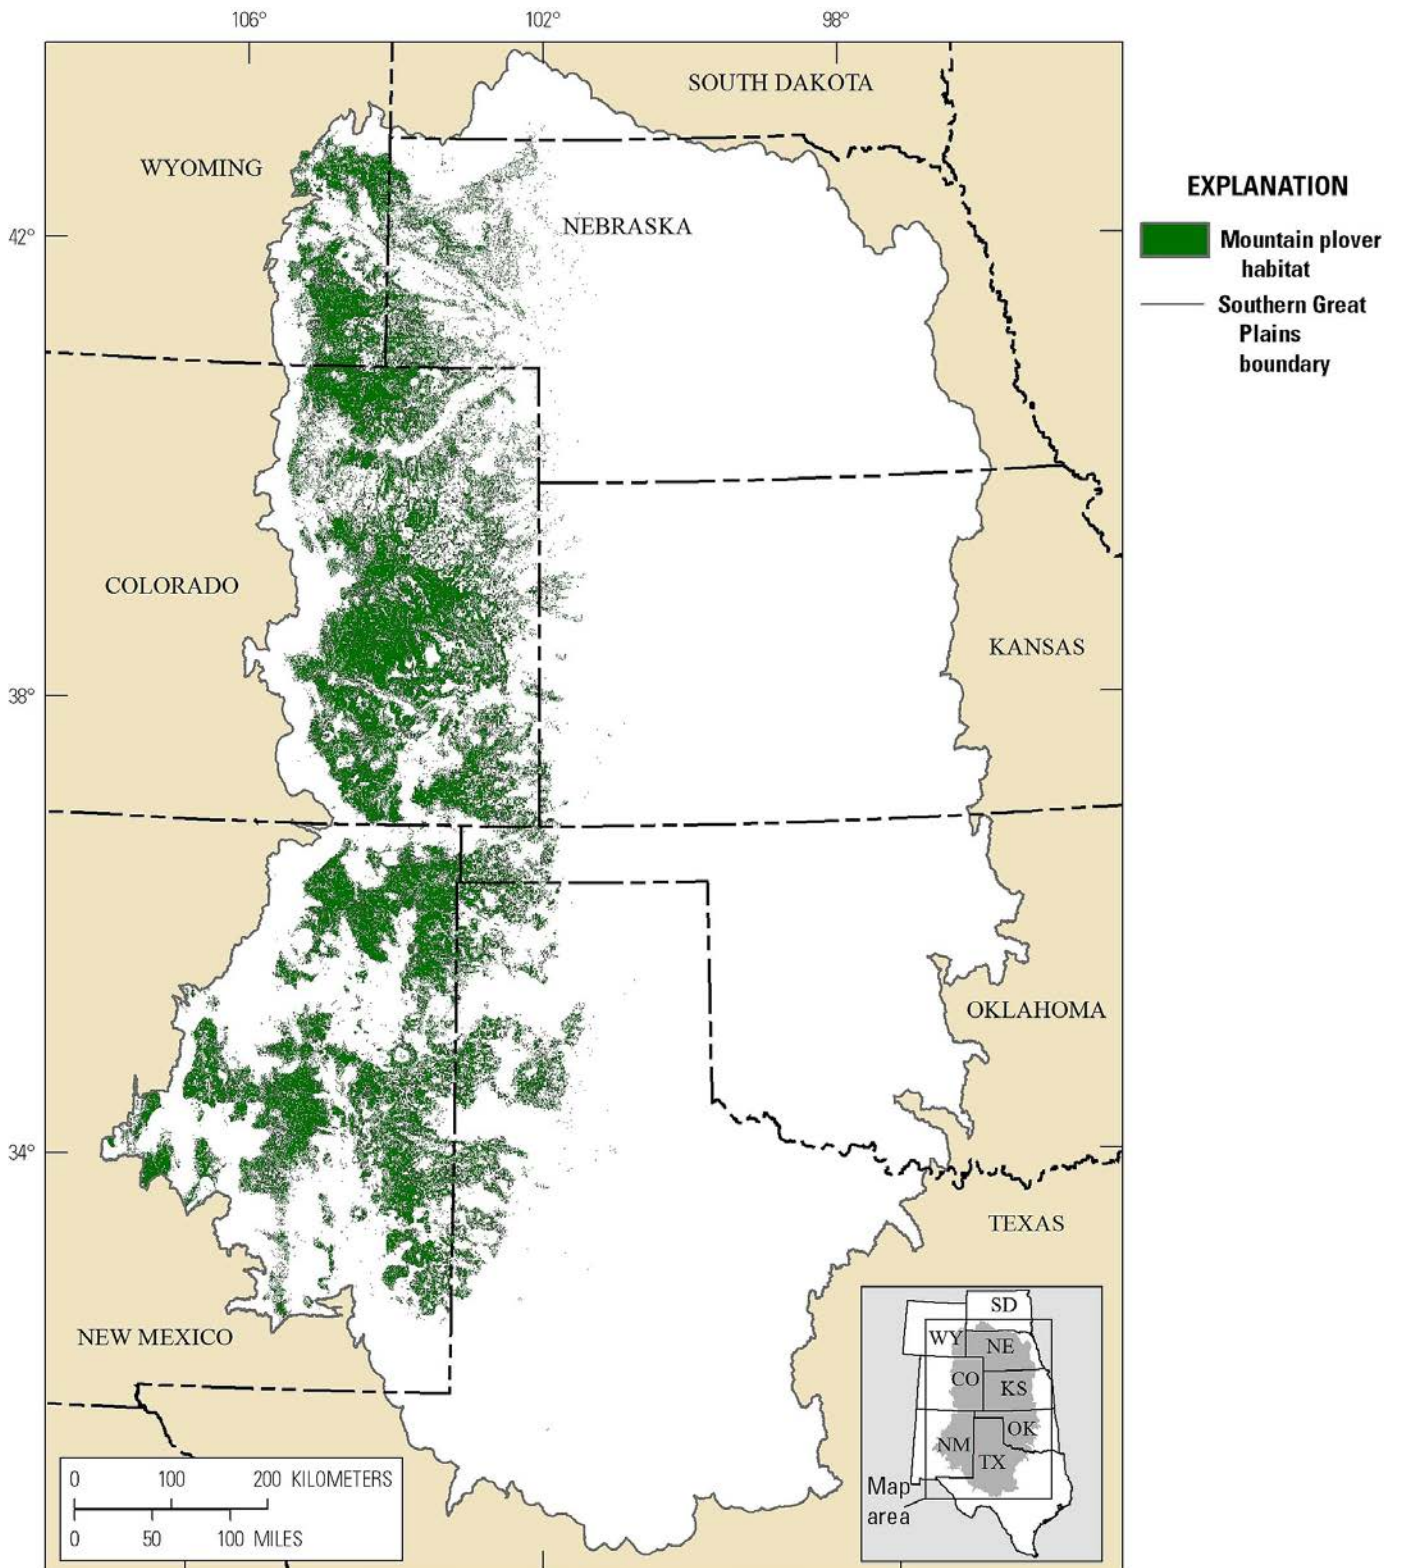 106°
102°
98°
SOUTH DAKOTA
WYOMING
EXPLANATION
NEBRASKA
42°
Mountain plover
habitat
Southern Great
Plains
boundary
COLORADO
KANSAS
38°
OKLAHOMA
34°
TEXAS
NEW MEXICO
SD
WY
NE
CO
KS
OK
NM
TX
Map
area
0 100 200 KILOMETERS
0 50 100 MILES